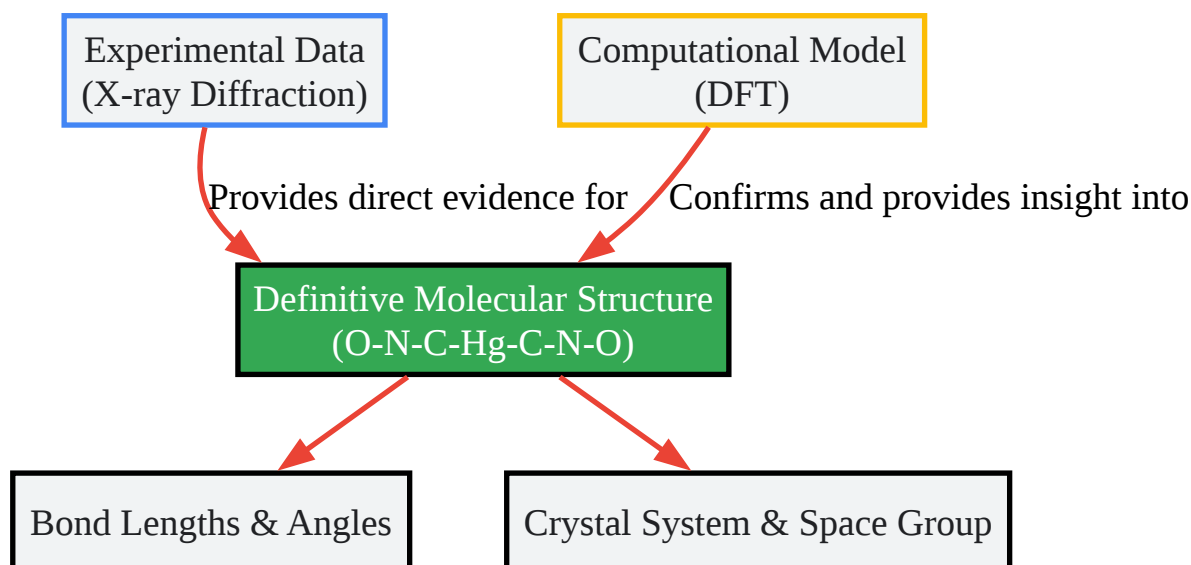 Experimental Data
(X-ray Diffraction)
Computational Model
(DFT)
Provides direct evidence for
Confirms and provides insight into
Definitive Molecular Structure
(O-N-C-Hg-C-N-O)
Bond Lengths & Angles
Crystal System & Space Group